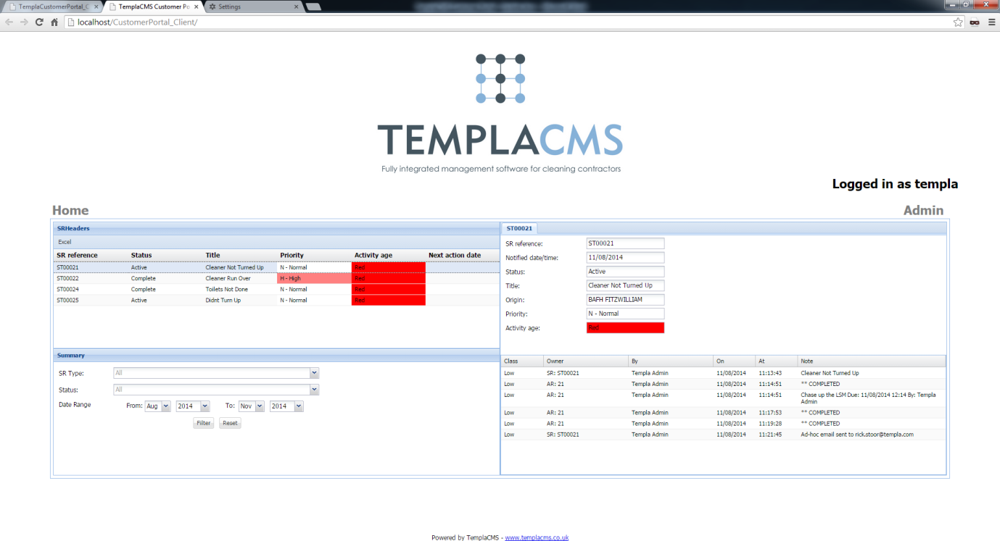 TemplaCustomerPortal_C
TemplaCMS Customer Po
Settings
localhost/CustomerPortal_Client/
TEMPLACMS
Fully integrated management software for cleaning contractors
Logged in as templa
Home
Admin
SRHeaders
Excel
SR reference Status Title Priority Activity age Next action date
ST00021 Active Cleaner Not Turned Up N - Normal Red
ST00022 Complete Cleaner Run Over H - High Red
ST00024 Complete Toilets Not Done N - Normal Red
ST00025 Active Didnt Turn Up N - Normal Red
Summary
SR Type: All
Status: All
Date Range From: Aug 2014 To: Nov 2014
Filter Reset
ST00021
SR reference: ST00021
Notified date/time: 11/08/2014
Status: Active
Title: Cleaner Not Turned Up
Origin: BAFH FITZWILLIAM
Priority: N - Normal
Activity age: Red
Class Owner By On At Note
Low SR: ST00021 Templa Admin 11/08/2014 11:13:43 Cleaner Not Turned Up
Low AR: 21 Templa Admin 11/08/2014 11:14:51 ** COMPLETED
Low AR: 21 Templa Admin 11/08/2014 11:14:51 Chase up the LSM Due: 11/08/2014 12:14 By: Templa
Admin
Low AR: 21 Templa Admin 11/08/2014 11:17:53 ** COMPLETED
Low AR: 21 Templa Admin 11/08/2014 11:19:28 ** COMPLETED
Low SR: ST00021 Templa Admin 11/08/2014 11:21:45 Ad-hoc email sent to rick.stoor@templa.com
Powered by TemplaCMS - www.templacms.co.uk